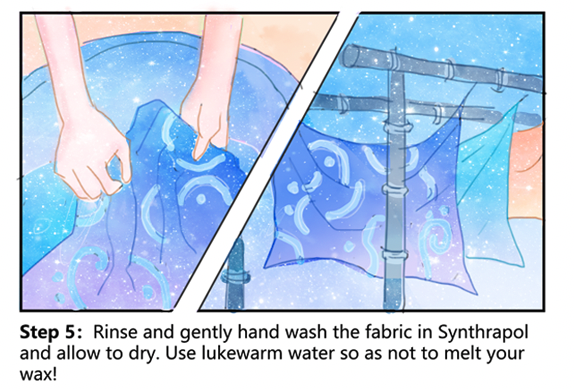 Step 5: Rinse and gently hand wash the fabric in Synthrapol
and allow to dry. Use lukewarm water so as not to melt your
wax!